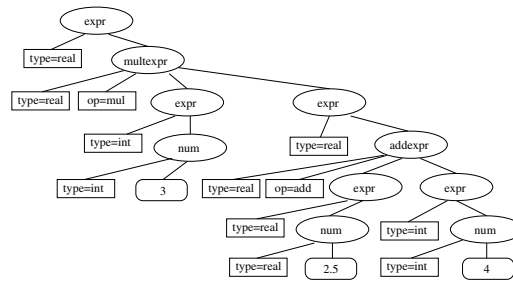 expr
type=real
multexpr
type=real
op=mul
expr
expr
type=int
num
type=real
addexpr
type=int
3
type=real
op=add
expr
expr
type=real
num
type=int
num
type=real
2.5
type=int
4